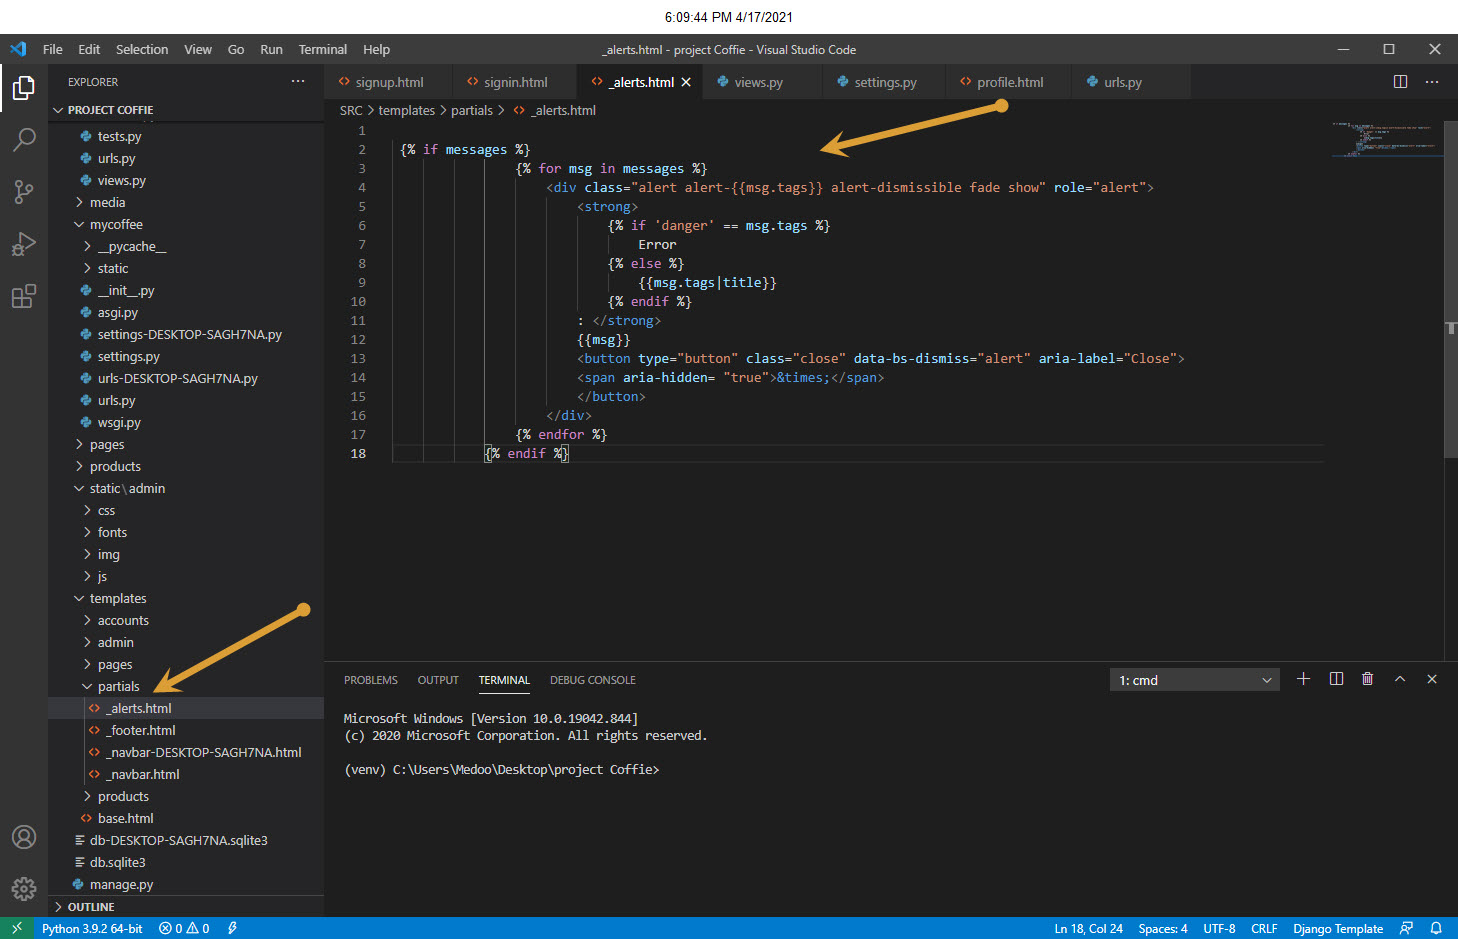 6:09:44 PM 4/17/2021
File Edit Selection View Go Run Terminal Help
_alerts.html - project Coffie - Visual Studio Code
EXPLORER
PROJECT COFFIE
tests.py
urls.py
views.py
media
mycoffee
__pycache__
static
__init__.py
asgi.py
settings-DESKTOP-SAGH7NA.py
settings.py
urls-DESKTOP-SAGH7NA.py
urls.py
wsgi.py
pages
products
static\admin
css
fonts
img
js
templates
accounts
admin
pages
partials
_alerts.html
_footer.html
_navbar-DESKTOP-SAGH7NA.html
_navbar.html
products
base.html
db-DESKTOP-SAGH7NA.sqlite3
db.sqlite3
manage.py
OUTLINE
signup.html signin.html _alerts.html views.py settings.py profile.html urls.py
SRC > templates > partials > _alerts.html
1
2 {% if messages %}
3 {% for msg in messages %}
4 <div class="alert alert-{{msg.tags}} alert-dismissible fade show" role="alert">
5 <strong>
6 {% if 'danger' == msg.tags %}
7 Error
8 {% else %}
9 {{msg.tags|title}}
10 {% endif %}
11 : </strong>
12 {{msg}}
13 <button type="button" class="close" data-bs-dismiss="alert" aria-label="Close">
14 <span aria-hidden= "true">&times;</span>
15 </button>
16 </div>
17 {% endfor %}
18 {% endif %}
PROBLEMS OUTPUT TERMINAL DEBUG CONSOLE
1: cmd
Microsoft Windows [Version 10.0.19042.844]
(c) 2020 Microsoft Corporation. All rights reserved.
(venv) C:\Users\Medoo\Desktop\project Coffie>
Python 3.9.2 64-bit 0 0
Ln 18, Col 24 Spaces: 4 UTF-8 CRLF Django Template